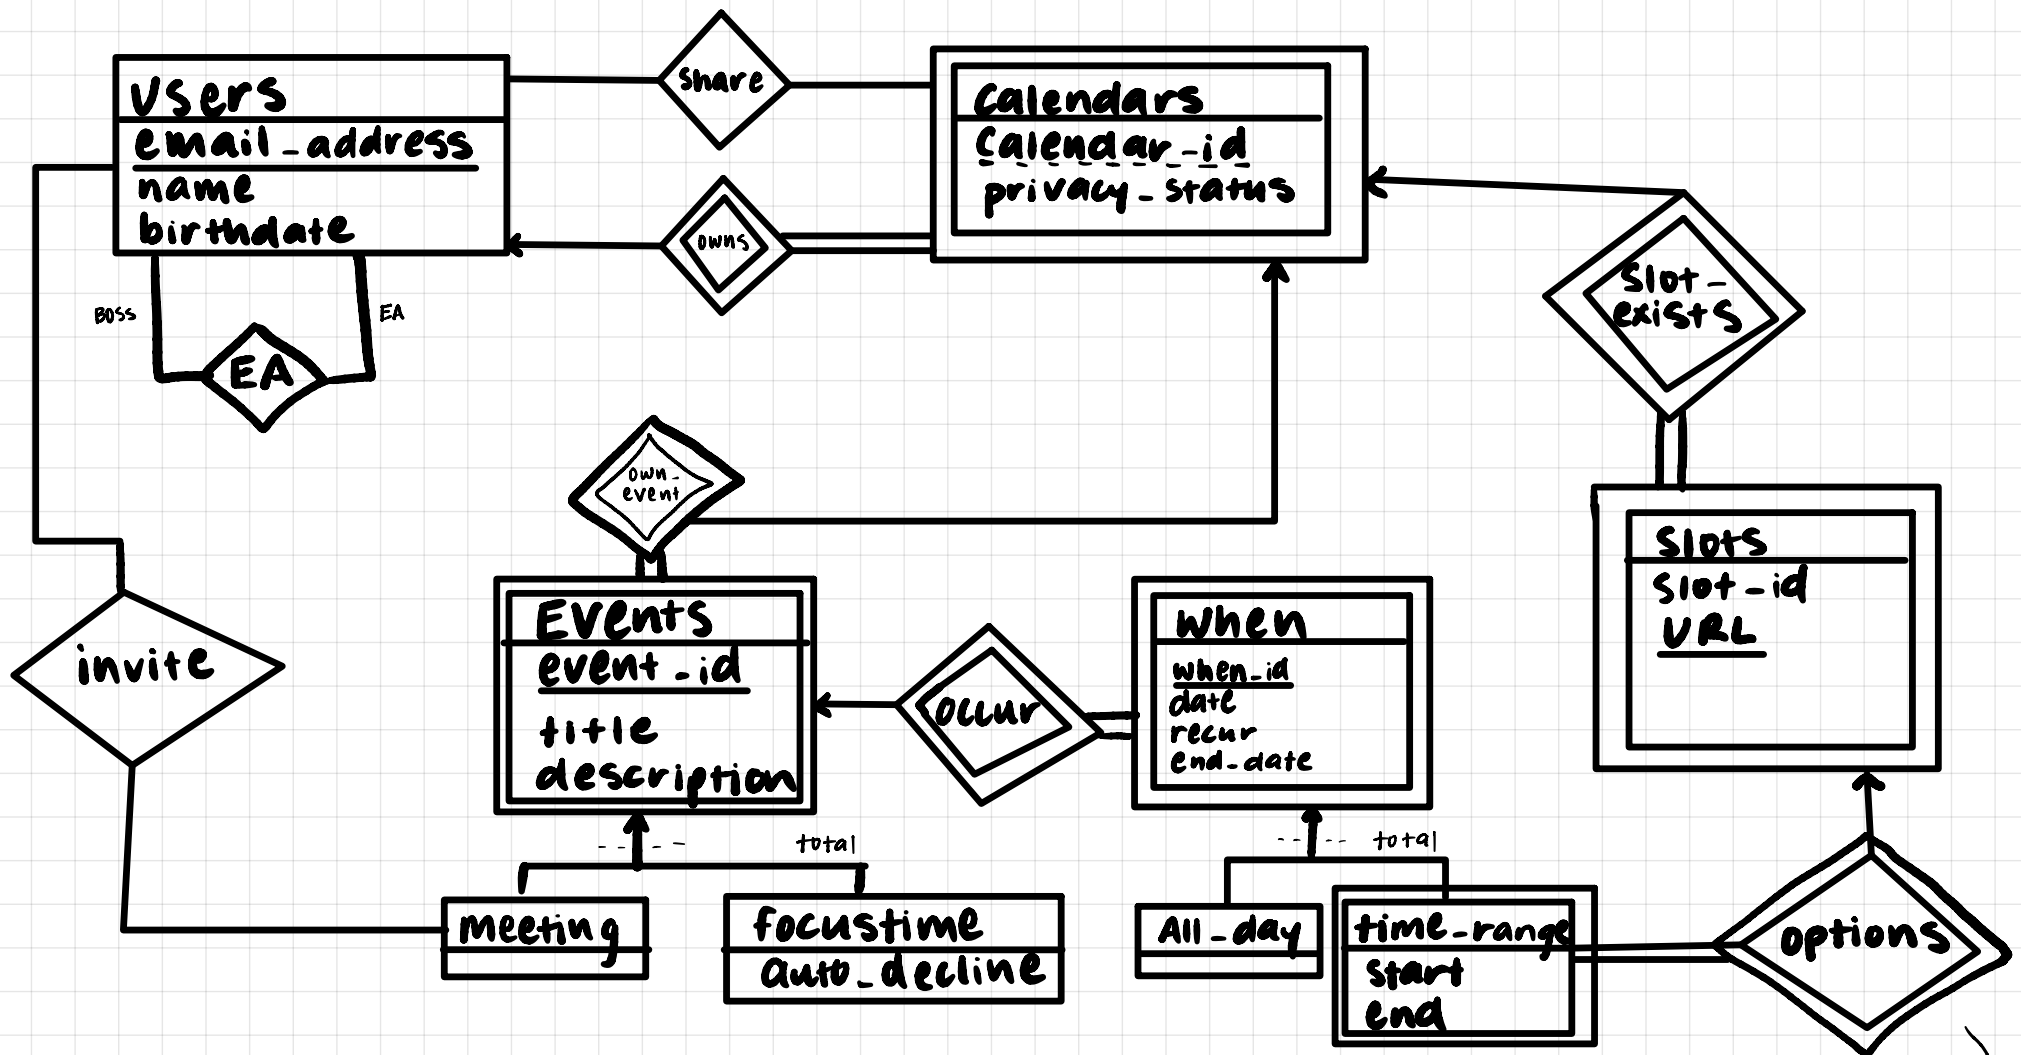 Users
email_address
name
birthdate
share
Calendars
Calendar_id
privacy_status
owns
BOSS
EA
EA
slot_
exists
own_
event
invite
Events
event_id
title
description
occur
when
when_id
date
recur
end_date
slots
slot_id
URL
total
total
meeting
focustime
auto_decline
All_day
time_range
start
end
options